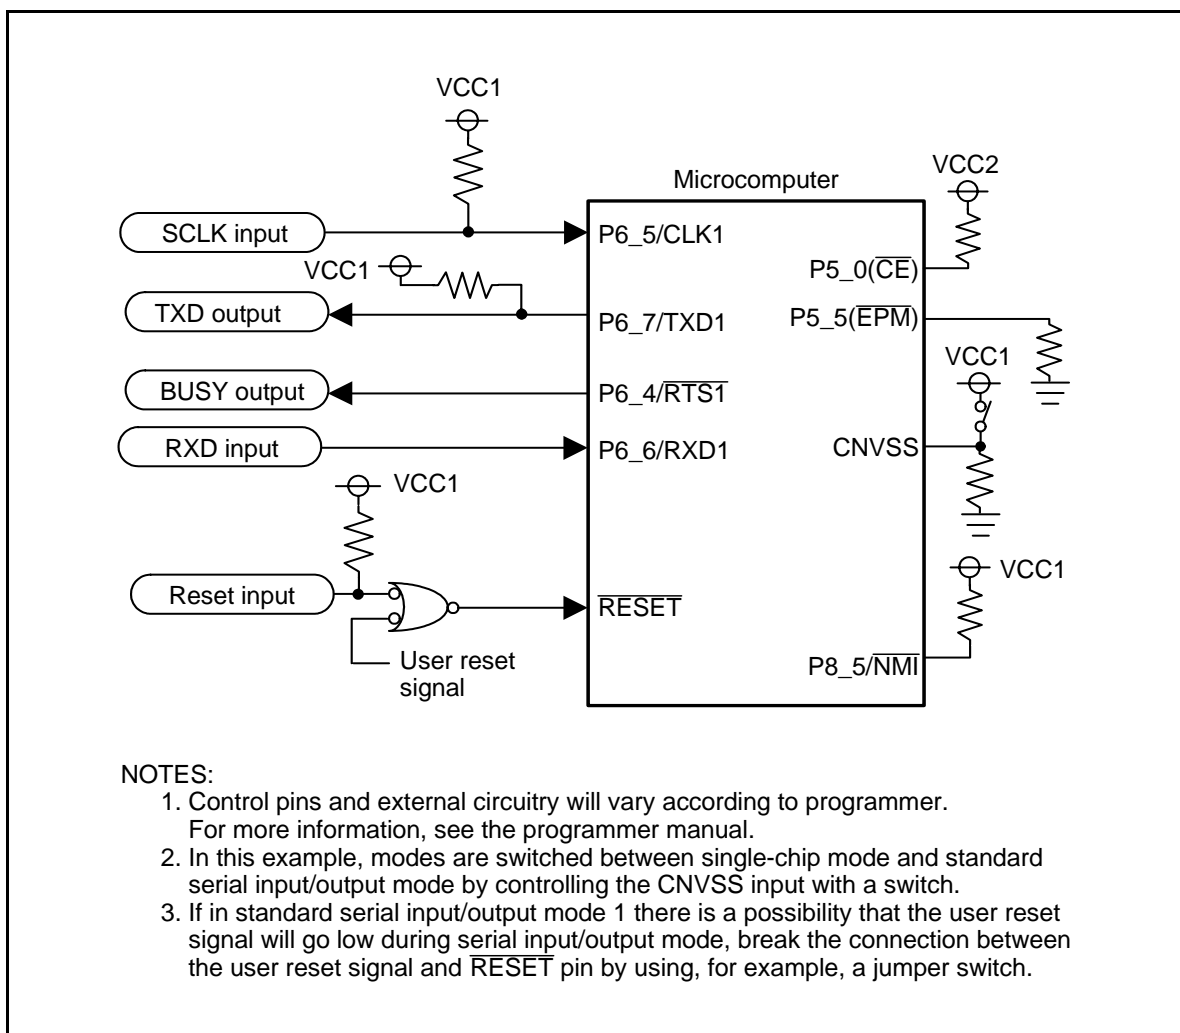 VCC1
Microcomputer
VCC2
SCLK input
P6_5/CLK1
P5_0(CE)
VCC1
TXD output
P6_7/TXD1
P5_5(EPM)
VCC1
BUSY output
P6_4/RTS1
RXD input
P6_6/RXD1
CNVSS
VCC1
VCC1
Reset input
RESET
User reset
signal
P8_5/NMI
NOTES:
1. Control pins and external circuitry will vary according to programmer.
For more information, see the programmer manual.
2. In this example, modes are switched between single-chip mode and standard
serial input/output mode by controlling the CNVSS input with a switch.
3. If in standard serial input/output mode 1 there is a possibility that the user reset
signal will go low during serial input/output mode, break the connection between
the user reset signal and RESET pin by using, for example, a jumper switch.